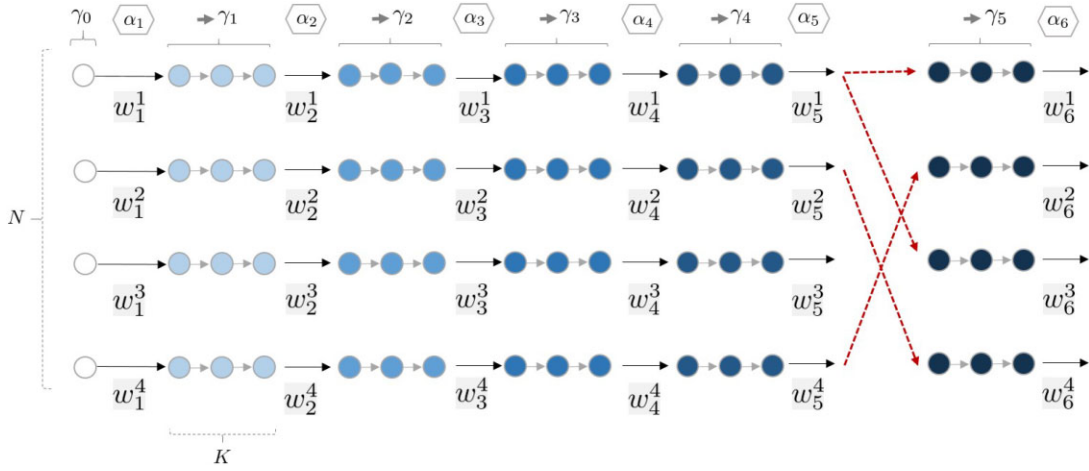 γ₀ α₁ → γ₁ α₂ → γ₂ α₃ → γ₃ α₄ → γ₄ α₅ → γ₅ α₆
w₁¹ w₂¹ w₃¹ w₄¹ w₅¹ w₆¹
w₁² w₂² w₃² w₄² w₅² w₆²
N
w₁³ w₂³ w₃³ w₄³ w₅³ w₆³
w₁⁴ w₂⁴ w₃⁴ w₄⁴ w₅⁴ w₆⁴
K